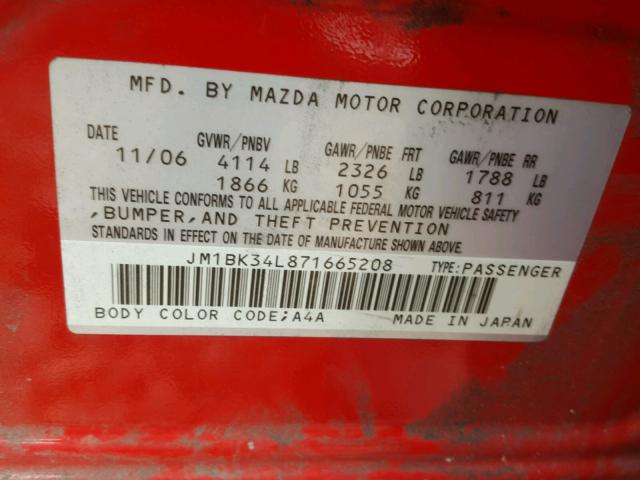 MFD. BY MAZDA MOTOR CORPORATION
DATE GVWR/PNBV GAWR/PNBE FRT GAWR/PNBE RR
11/06 4114 LB 2326 LB 1788 LB
1866 KG 1055 KG 811 KG
THIS VEHICLE CONFORMS TO ALL APPLICABLE FEDERAL MOTOR VEHICLE SAFETY
,BUMPER,AND THEFT PREVENTION
STANDARDS IN EFFECT ON THE DATE OF MANUFACTURE SHOWN ABOVE.
JM1BK34L871665208 TYPE:PASSENGER
BODY COLOR CODE;A4A MADE IN JAPAN